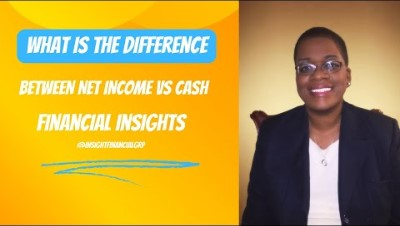 WHAT IS THE DIFFERENCE
BETWEEN NET INCOME VS CASH
FINANCIAL INSIGHTS
@INSIGHTFINANCIALGRP